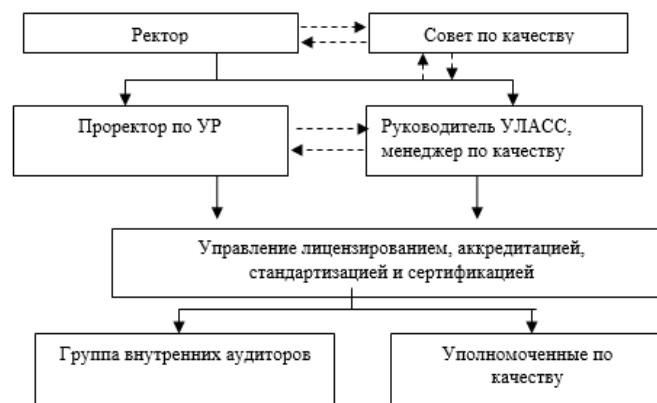 Ректор
Совет по качеству
Проректор по УР
Руководитель УЛАСС,
менеджер по качеству
Управление лицензированием, аккредитацией,
стандартизацией и сертификацией
Группа внутренних аудиторов
Уполномоченные по
качеству